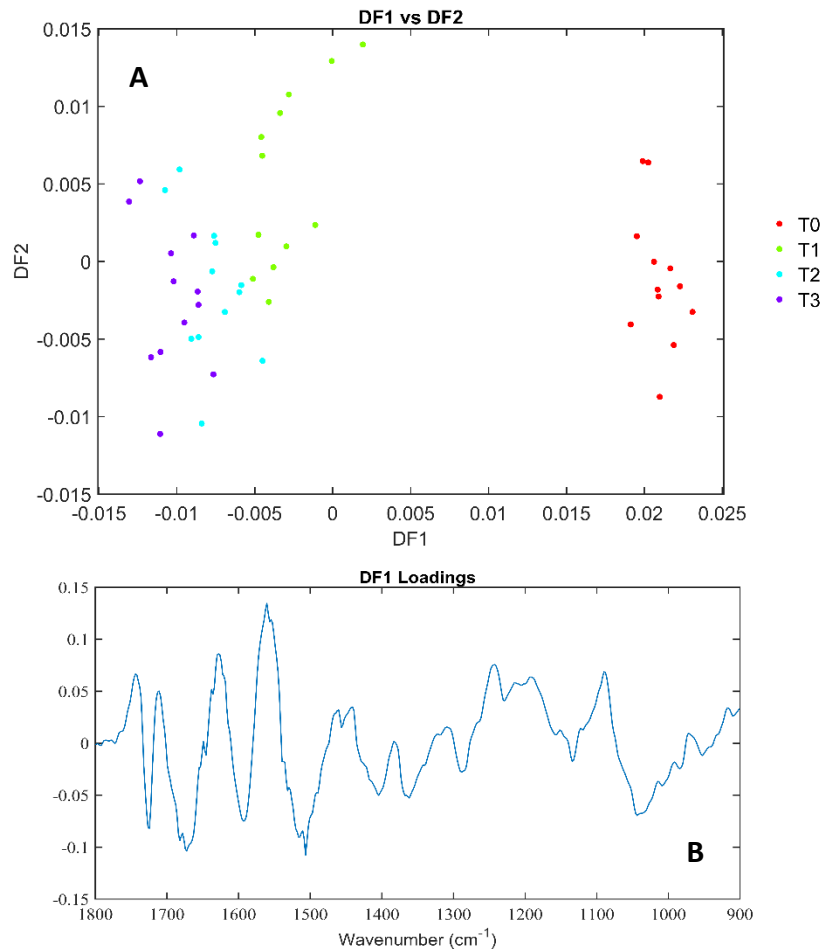 DF1 vs DF2
A
0.015
0.01
0.005
0
-0.005
-0.01
-0.015
DF2
-0.015 -0.01 -0.005 0 0.005 0.01 0.015 0.02 0.025
DF1
T0
T1
T2
T3
DF1 Loadings
0.15
0.1
0.05
0
-0.05
-0.1
-0.15
B
1800 1700 1600 1500 1400 1300 1200 1100 1000 900
Wavenumber (cm-1)